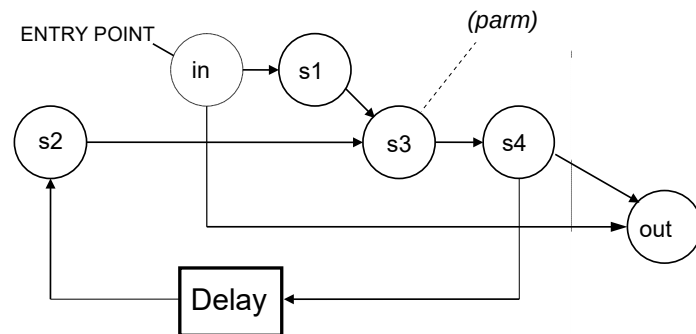 (parm)
ENTRY POINT
in
s1
s2
s3
s4
out
Delay